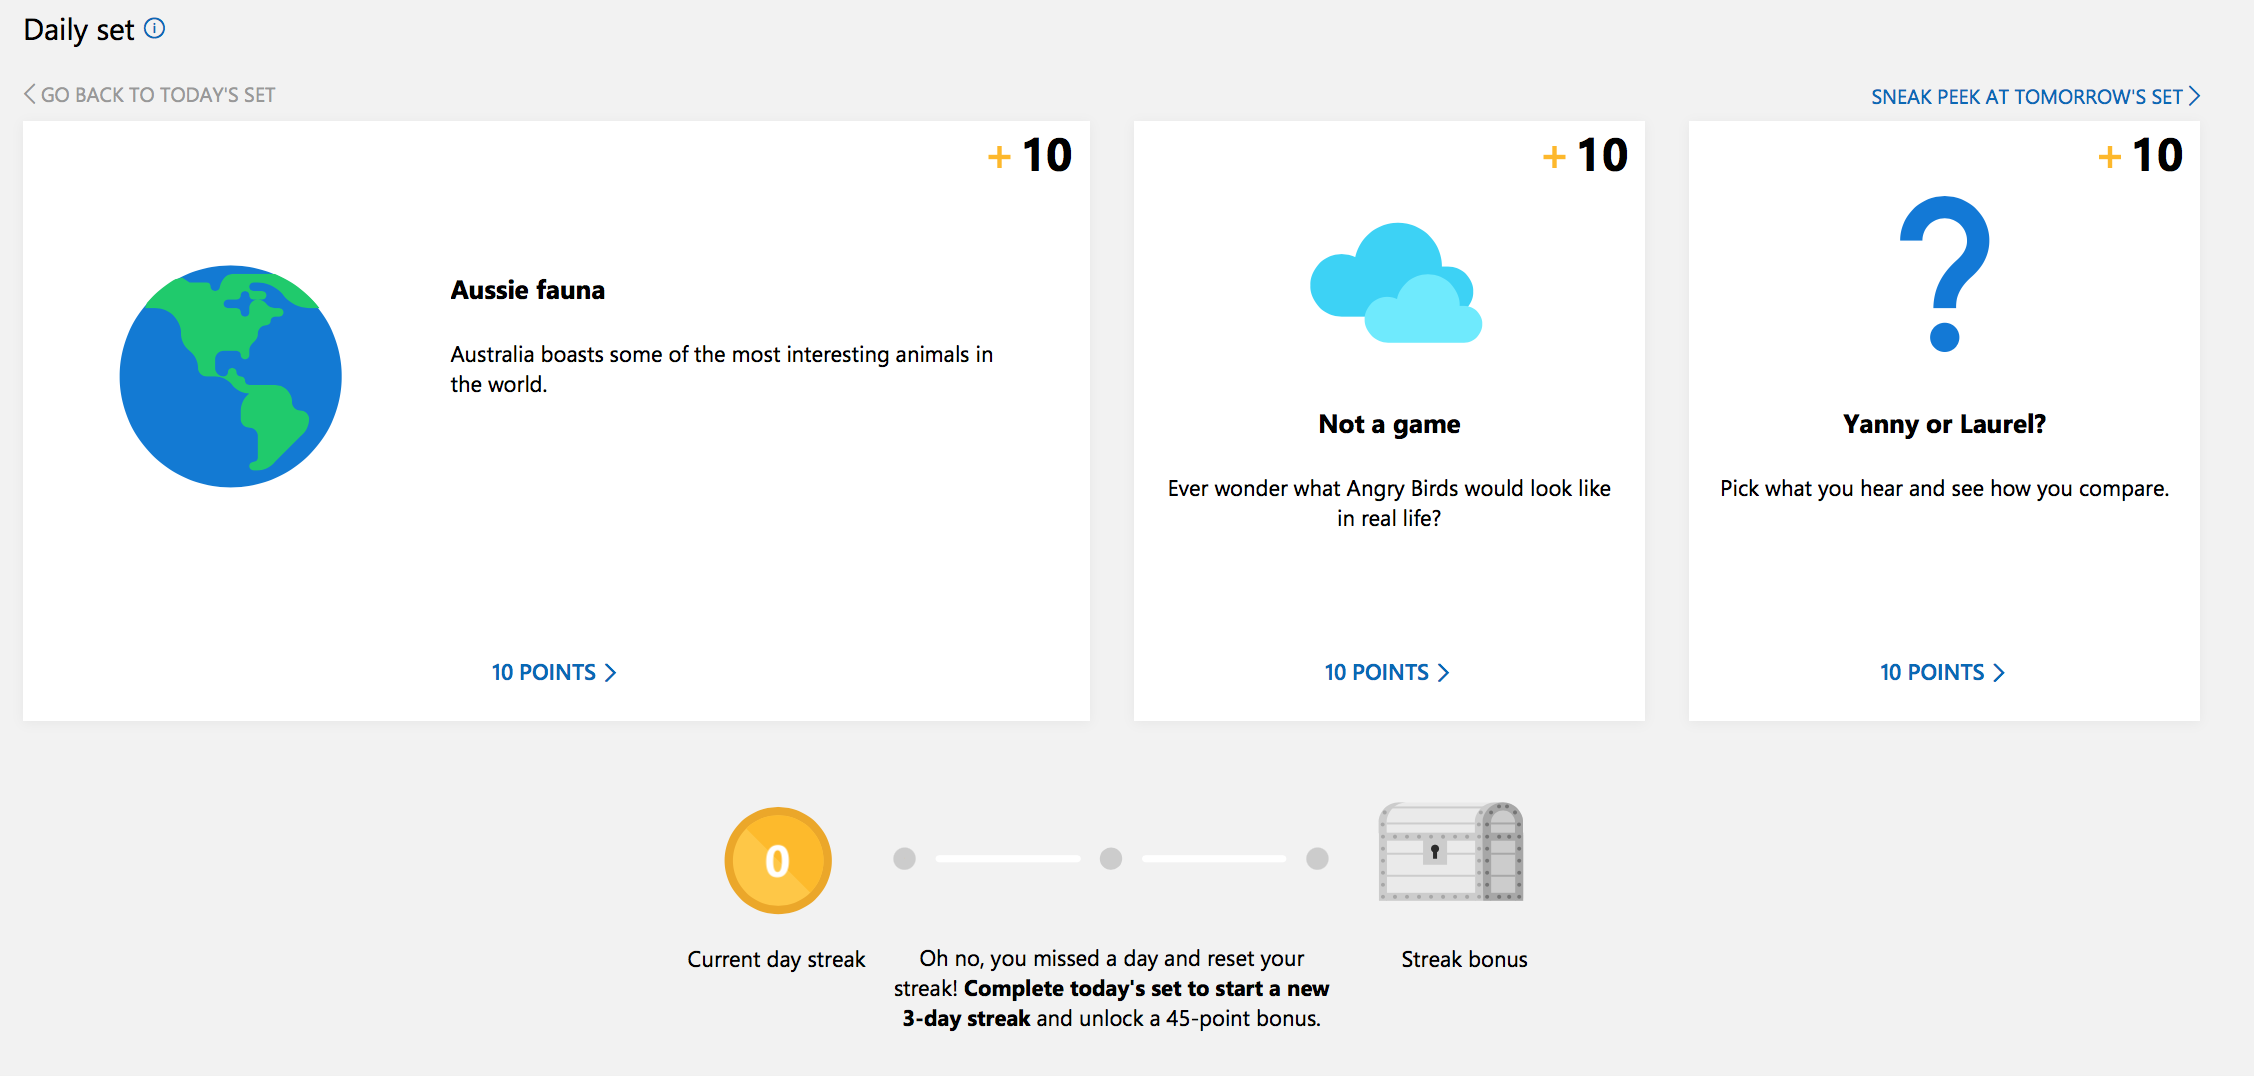 Daily set
GO BACK TO TODAY'S SET
SNEAK PEEK AT TOMORROW'S SET
+ 10
Aussie fauna
Australia boasts some of the most interesting animals in
the world.
10 POINTS
+ 10
Not a game
Ever wonder what Angry Birds would look like
in real life?
10 POINTS
+ 10
?
Yanny or Laurel?
Pick what you hear and see how you compare.
10 POINTS
0
Current day streak
Oh no, you missed a day and reset your
streak! Complete today's set to start a new
3-day streak and unlock a 45-point bonus.
Streak bonus